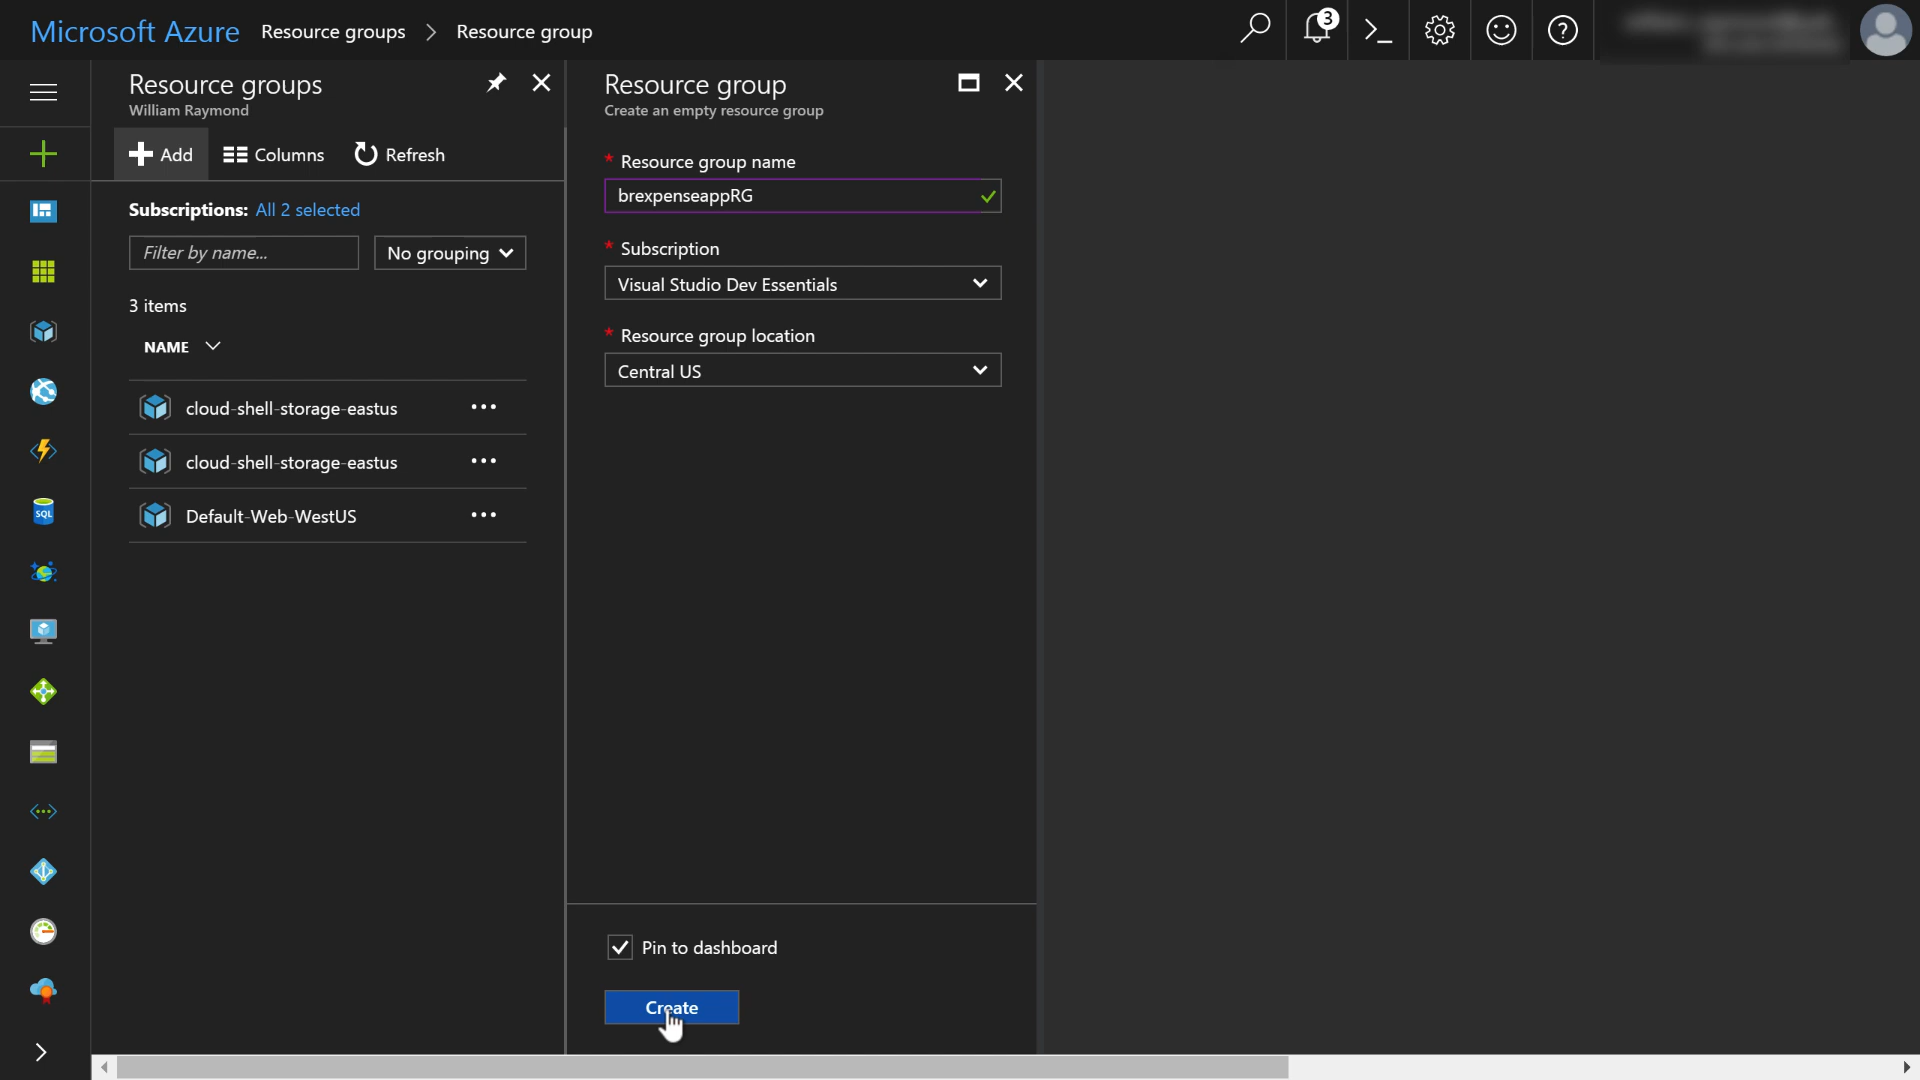 Microsoft Azure Resource groups > Resource group
3
Resource groups
William Raymond
Add Columns Refresh
Subscriptions: All 2 selected
Filter by name...
No grouping
3 items
NAME
cloud-shell-storage-eastus
cloud-shell-storage-eastus
Default-Web-WestUS
SQL
Resource group
Create an empty resource group
* Resource group name
brexpenseappRG
* Subscription
Visual Studio Dev Essentials
* Resource group location
Central US
Pin to dashboard
Create